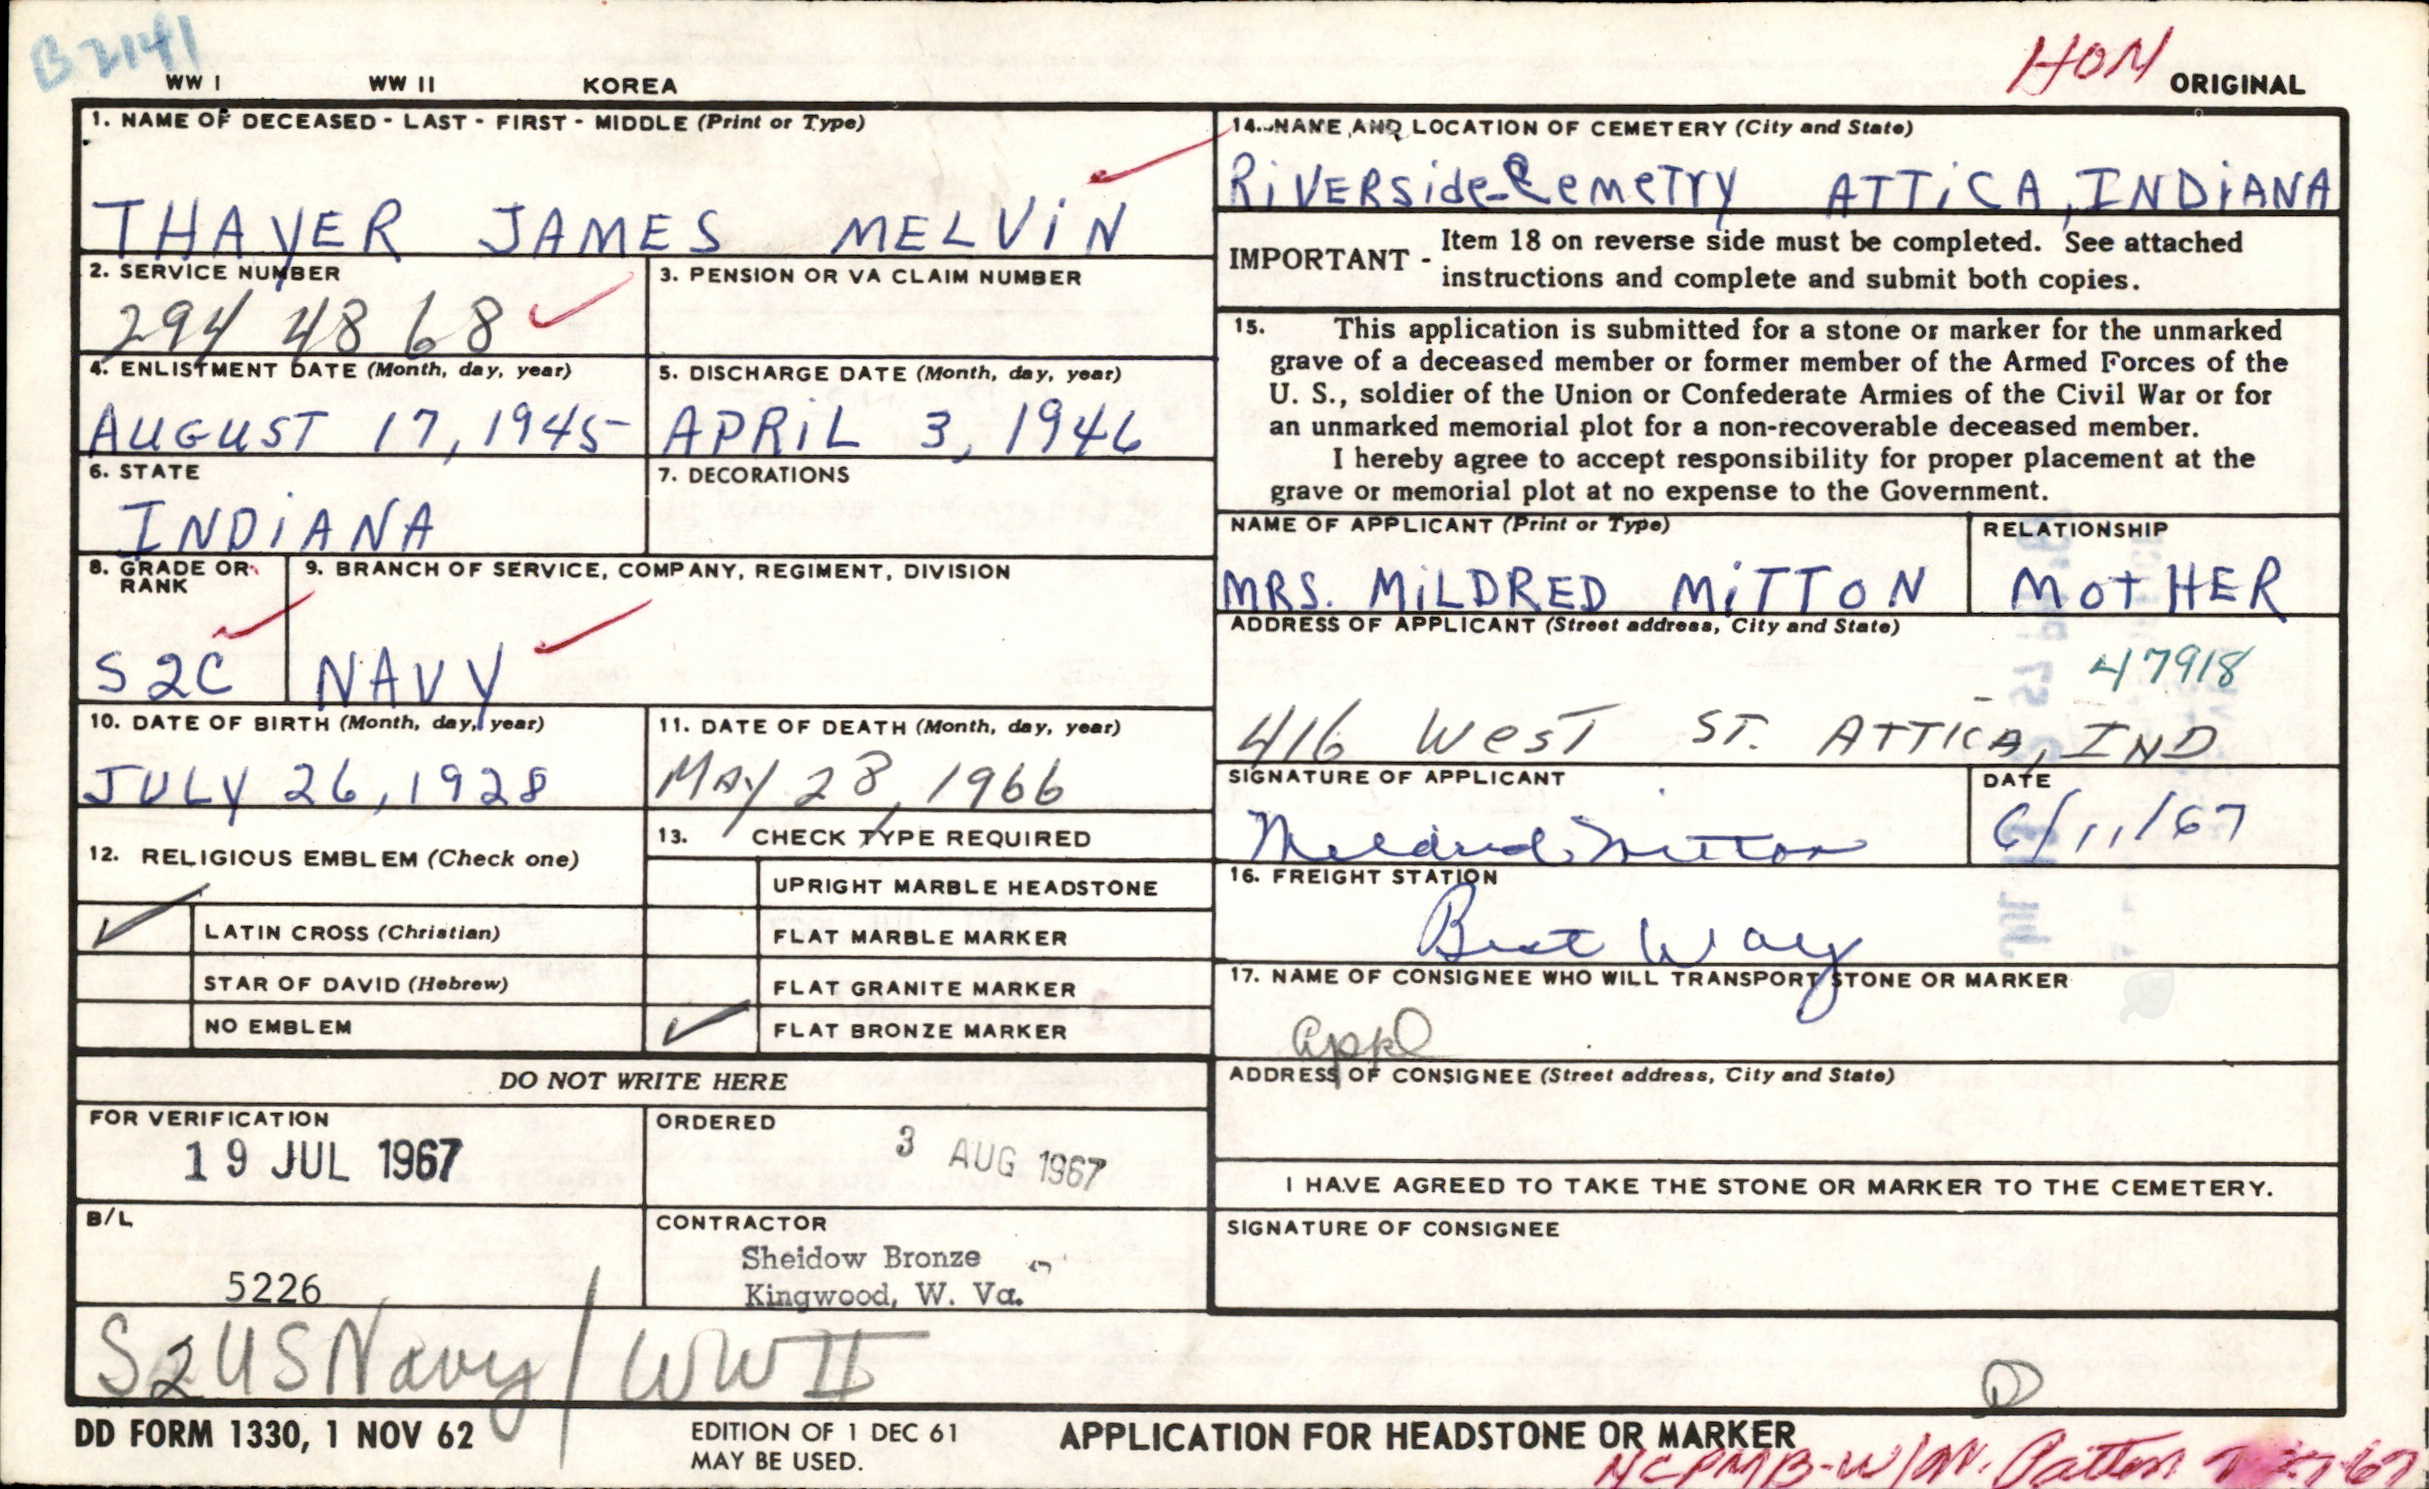 B2141
WW I WW II KOREA
HON ORIGINAL
1. NAME OF DECEASED - LAST - FIRST - MIDDLE (Print or Type)
THAYER JAMES MELVIN
2. SERVICE NUMBER
294 48 68
3. PENSION OR VA CLAIM NUMBER
4. ENLISTMENT DATE (Month, day, year)
AUGUST 17, 1945
5. DISCHARGE DATE (Month, day, year)
APRIL 3, 1946
6. STATE
INDIANA
7. DECORATIONS
8. GRADE OR
RANK
S2C
9. BRANCH OF SERVICE, COMPANY, REGIMENT, DIVISION
NAVY
10. DATE OF BIRTH (Month, day, year)
JULY 26, 1928
11. DATE OF DEATH (Month, day, year)
MAY 28, 1966
12. RELIGIOUS EMBLEM (Check one)
LATIN CROSS (Christian)
STAR OF DAVID (Hebrew)
NO EMBLEM
13. CHECK TYPE REQUIRED
UPRIGHT MARBLE HEADSTONE
FLAT MARBLE MARKER
FLAT GRANITE MARKER
FLAT BRONZE MARKER
DO NOT WRITE HERE
FOR VERIFICATION
19 JUL 1967
ORDERED
3 AUG 1967
B/L
5226
CONTRACTOR
Sheidow Bronze
Kingwood, W. Va.
S2 US Navy / WW II
14. NAME AND LOCATION OF CEMETERY (City and State)
RIVERSide-CemeTRY ATTICA, INDIANA
IMPORTANT - Item 18 on reverse side must be completed. See attached
instructions and complete and submit both copies.
15. This application is submitted for a stone or marker for the unmarked
grave of a deceased member or former member of the Armed Forces of the
U. S., soldier of the Union or Confederate Armies of the Civil War or for
an unmarked memorial plot for a non-recoverable deceased member.
I hereby agree to accept responsibility for proper placement at the
grave or memorial plot at no expense to the Government.
NAME OF APPLICANT (Print or Type)
MRS. MILDRED MITTON
RELATIONSHIP
MOTHER
ADDRESS OF APPLICANT (Street address, City and State)
47918
416 WEST ST. ATTICA, IND
SIGNATURE OF APPLICANT
Mildred Mitton
DATE
6/11/67
16. FREIGHT STATION
Best Way
17. NAME OF CONSIGNEE WHO WILL TRANSPORT STONE OR MARKER
appl
ADDRESS OF CONSIGNEE (Street address, City and State)
I HAVE AGREED TO TAKE THE STONE OR MARKER TO THE CEMETERY.
SIGNATURE OF CONSIGNEE
D
DD FORM 1330, 1 NOV 62
EDITION OF 1 DEC 61
MAY BE USED.
APPLICATION FOR HEADSTONE OR MARKER
NCPMB-W/M. Patton